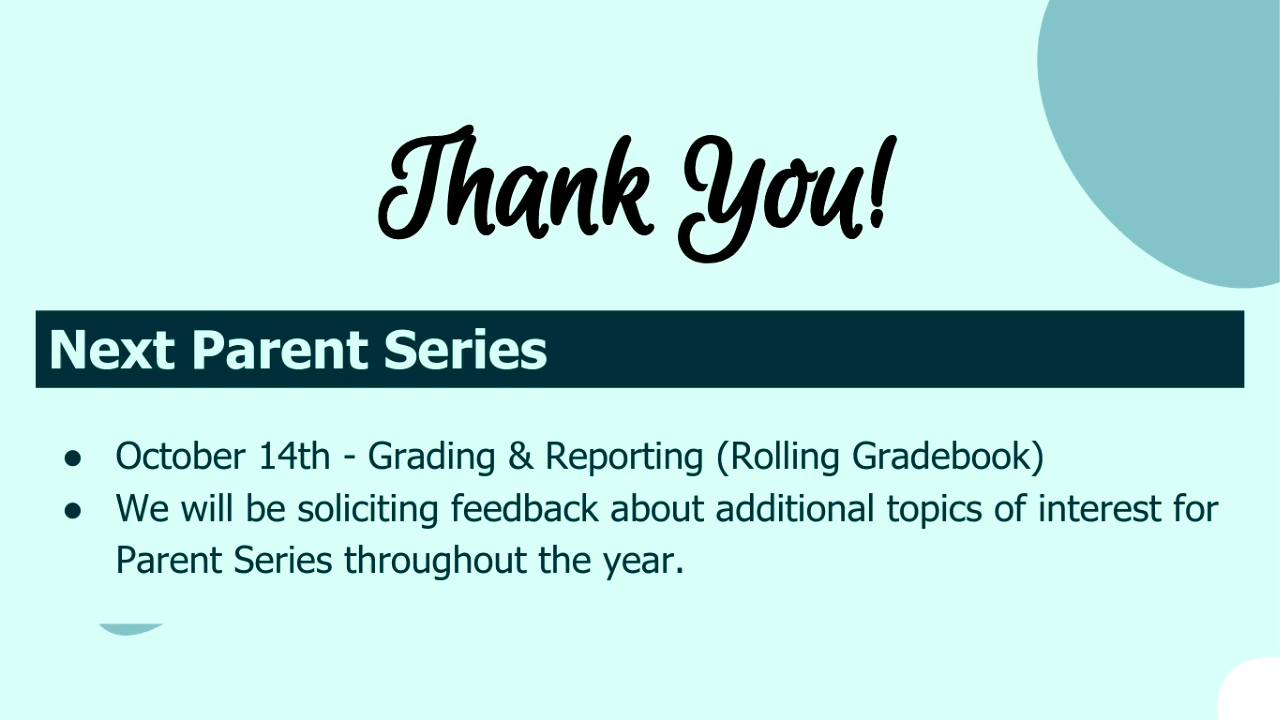 Thank You!
Next Parent Series
● October 14th - Grading & Reporting (Rolling Gradebook)
● We will be soliciting feedback about additional topics of interest for
Parent Series throughout the year.